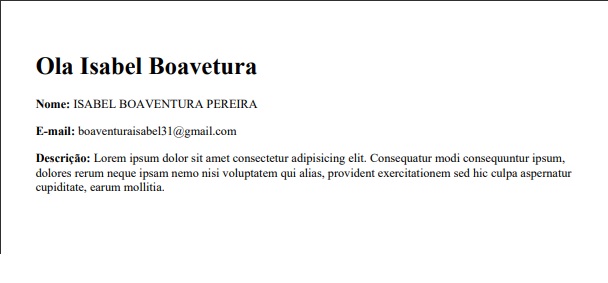 Ola Isabel Boavetura
Nome: ISABEL BOAVENTURA PEREIRA
E-mail: boaventuraisabel31@gmail.com
Descrição: Lorem ipsum dolor sit amet consectetur adipisicing elit. Consequatur modi consequuntur ipsum,
dolores rerum neque ipsam nemo nisi voluptatem qui alias, provident exercitationem sed hic culpa aspernatur
cupiditate, earum mollitia.